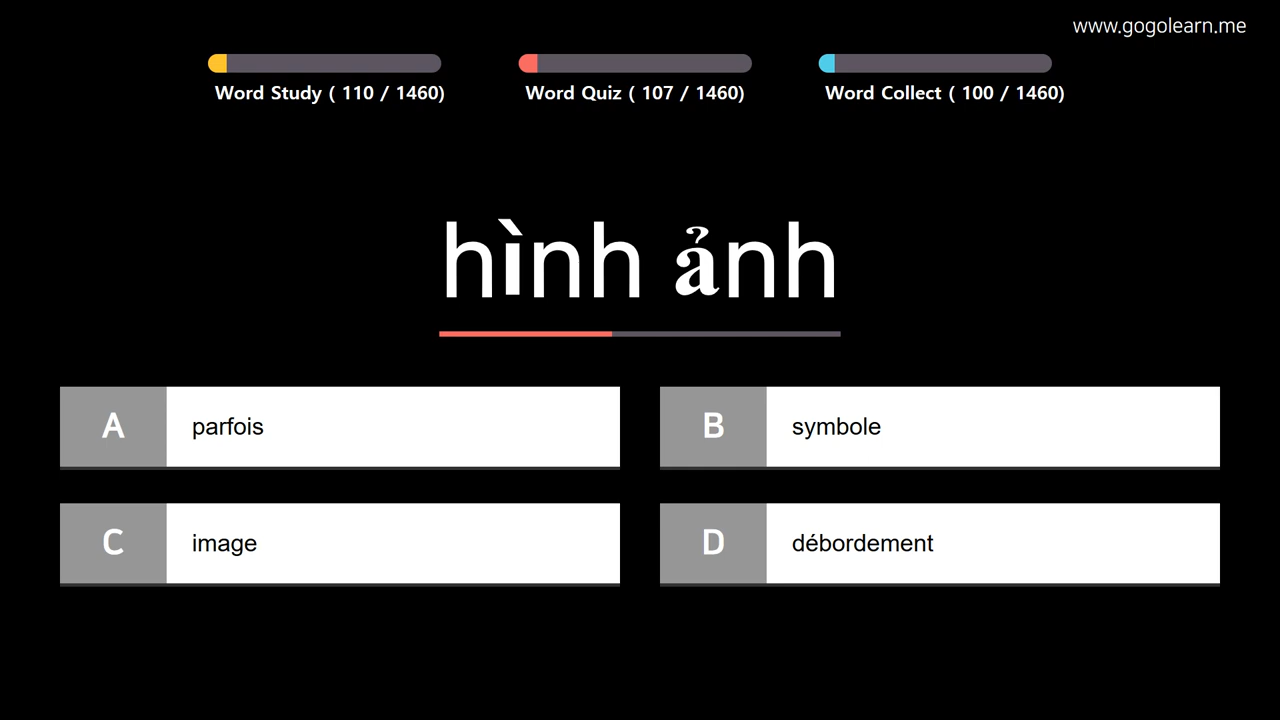 www.gogolearn.me
Word Study ( 110 / 1460)
Word Quiz ( 107 / 1460)
Word Collect ( 100 / 1460)
hình ảnh
A parfois
B symbole
C image
D débordement